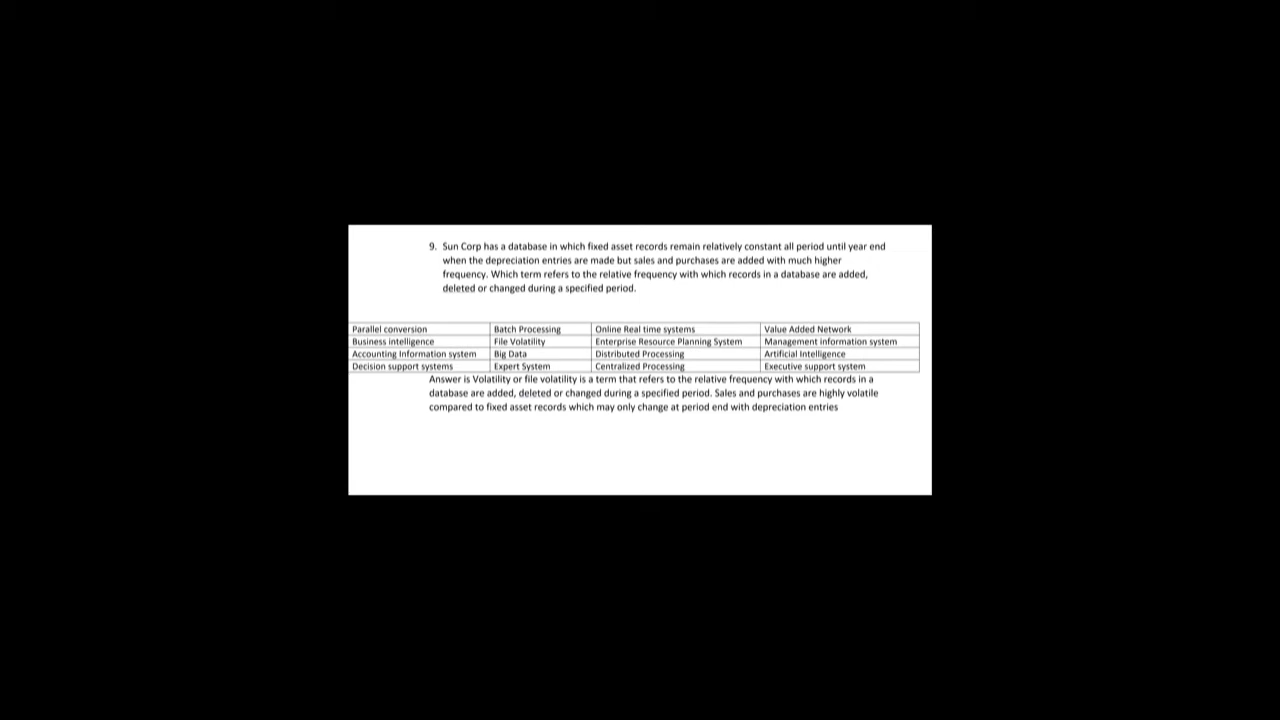 9. Sun Corp has a database in which fixed asset records remain relatively constant all period until year end
when the depreciation entries are made but sales and purchases are added with much higher
frequency. Which term refers to the relative frequency with which records in a database are added,
deleted or changed during a specified period.
Parallel conversion Batch Processing Online Real time systems Value Added Network
Business intelligence File Volatility Enterprise Resource Planning System Management information system
Accounting Information system Big Data Distributed Processing Artificial Intelligence
Decision support systems Expert System Centralized Processing Executive support system
Answer is Volatility or file volatility is a term that refers to the relative frequency with which records in a
database are added, deleted or changed during a specified period. Sales and purchases are highly volatile
compared to fixed asset records which may only change at period end with depreciation entries